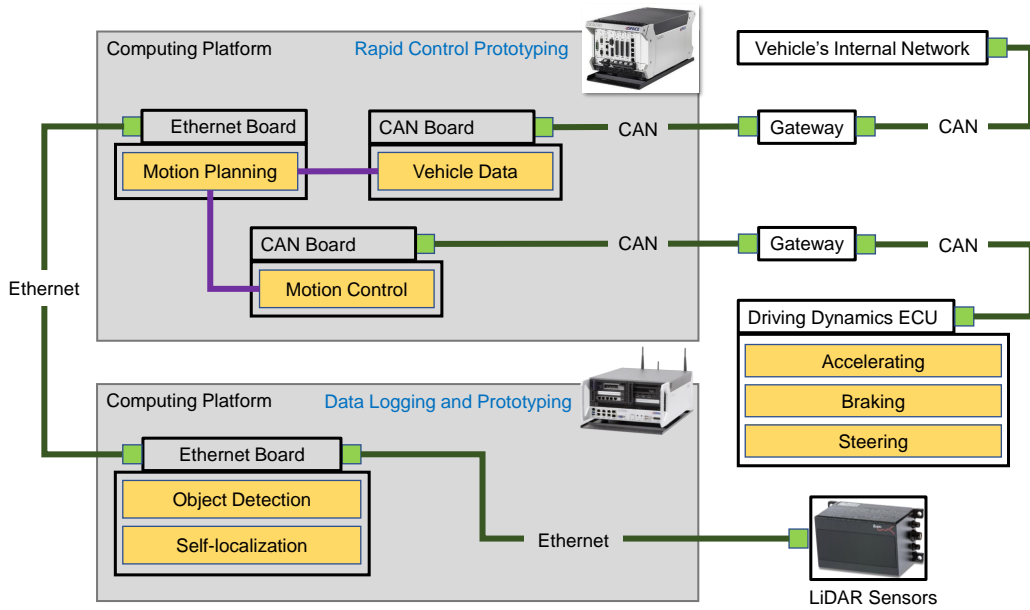 Computing Platform
Rapid Control Prototyping
Vehicle's Internal Network
Ethernet Board
CAN Board
CAN
Gateway
CAN
Motion Planning
Vehicle Data
CAN Board
CAN
Gateway
CAN
Motion Control
Ethernet
Driving Dynamics ECU
Accelerating
Braking
Steering
Computing Platform
Data Logging and Prototyping
Ethernet Board
Object Detection
Self-localization
Ethernet
LiDAR Sensors